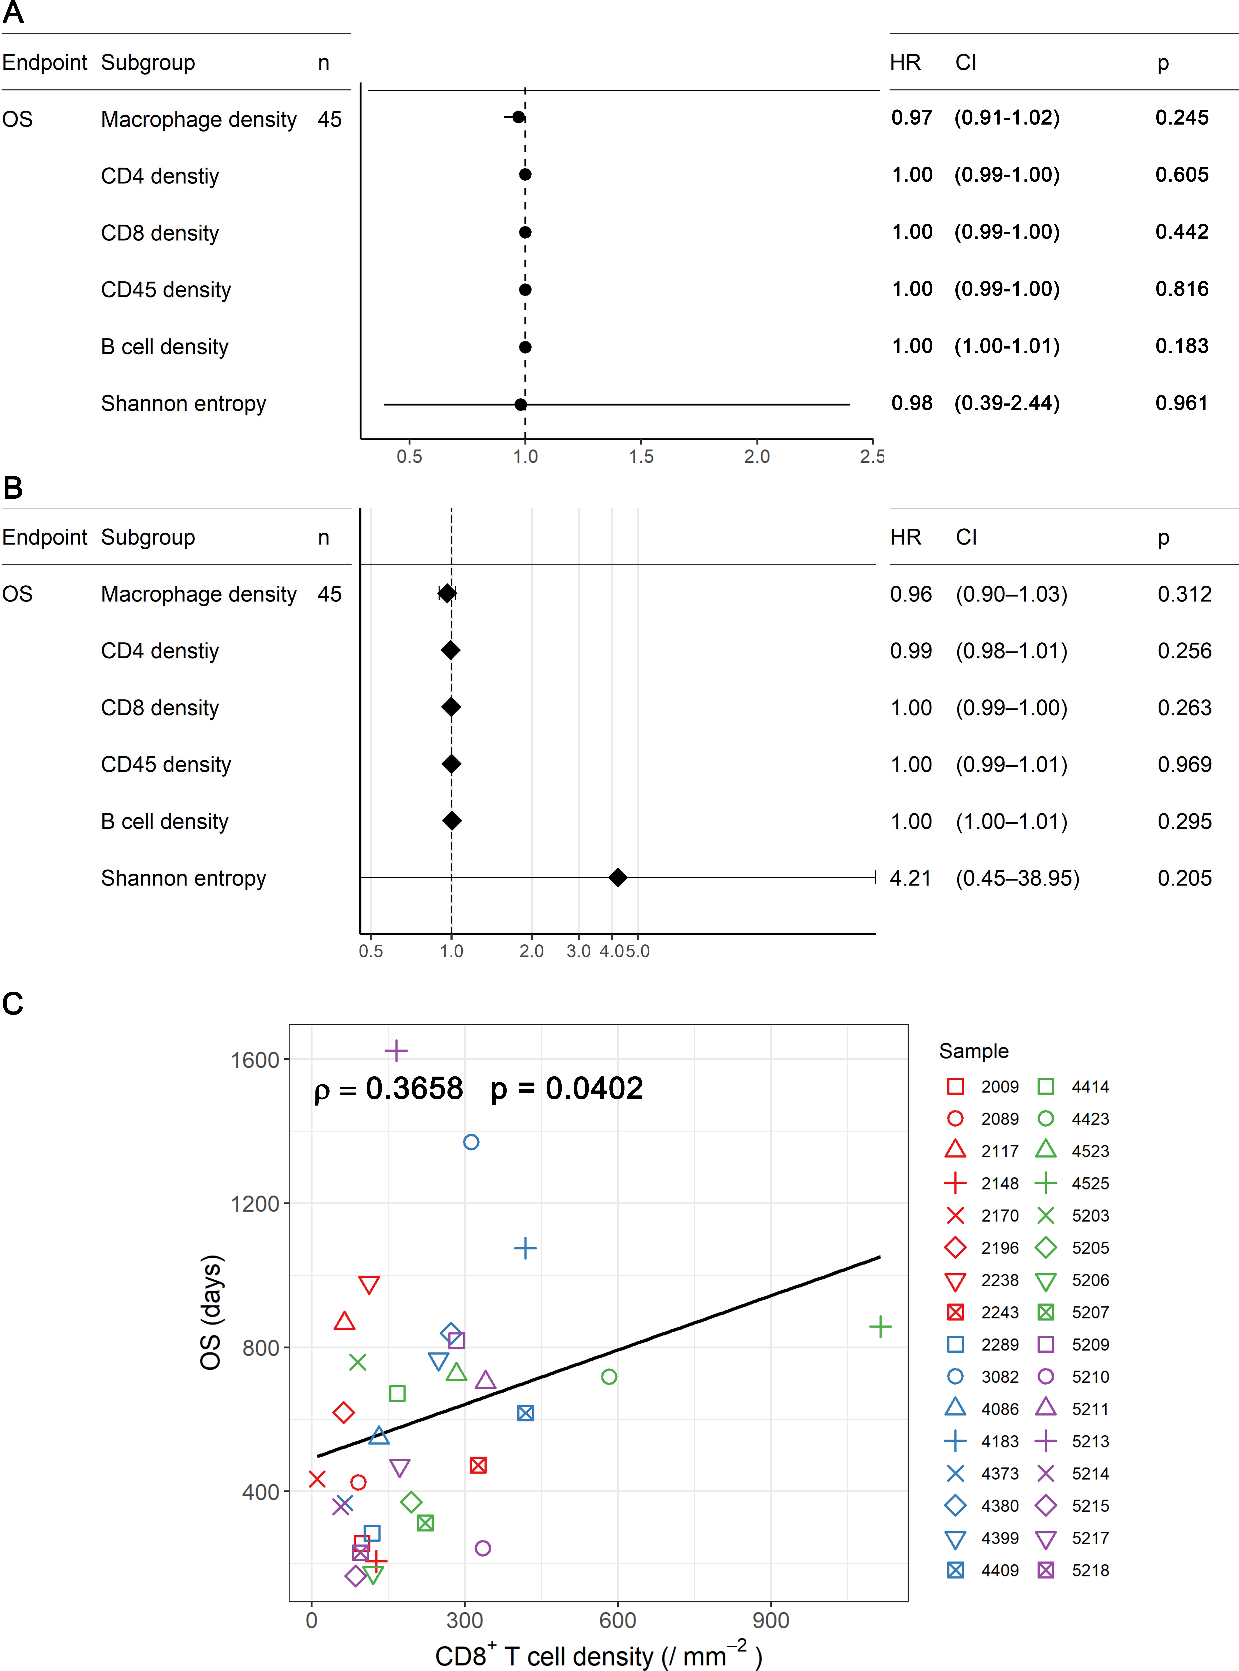 A
Endpoint Subgroup n HR CI p
OS Macrophage density 45 0.97 (0.91-1.02) 0.245
CD4 denstiy 1.00 (0.99-1.00) 0.605
CD8 density 1.00 (0.99-1.00) 0.442
CD45 density 1.00 (0.99-1.00) 0.816
B cell density 1.00 (1.00-1.01) 0.183
Shannon entropy 0.98 (0.39-2.44) 0.961
0.5 1.0 1.5 2.0 2.5
B
Endpoint Subgroup n HR CI p
OS Macrophage density 45 0.96 (0.90–1.03) 0.312
CD4 denstiy 0.99 (0.98–1.01) 0.256
CD8 density 1.00 (0.99–1.00) 0.263
CD45 density 1.00 (0.99–1.01) 0.969
B cell density 1.00 (1.00–1.01) 0.295
Shannon entropy 4.21 (0.45–38.95) 0.205
0.5 1.0 2.0 3.0 4.0 5.0
C
ρ = 0.3658 p = 0.0402
1600
1200
800
400
OS (days)
0 300 600 900
CD8⁺ T cell density (/ mm⁻² )
Sample
2009 4414
2089 4423
2117 4523
2148 4525
2170 5203
2196 5205
2238 5206
2243 5207
2289 5209
3082 5210
4086 5211
4183 5213
4373 5214
4380 5215
4399 5217
4409 5218